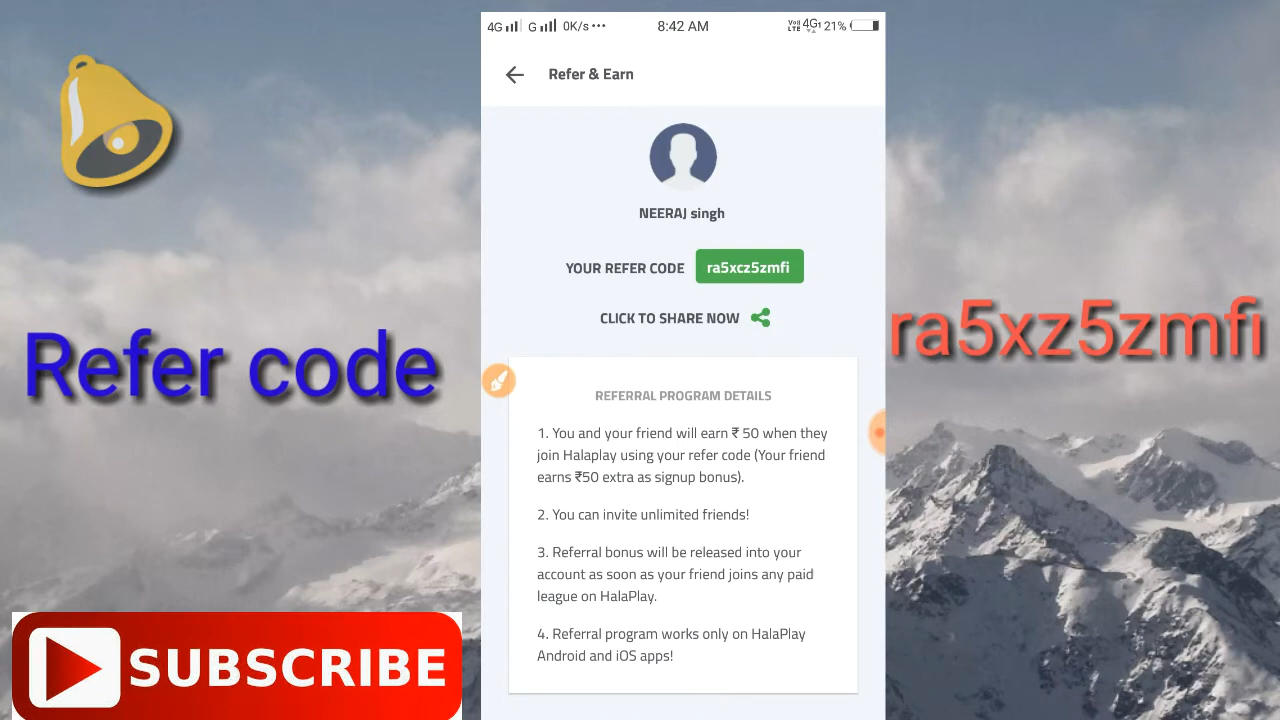 4G G 0K/s ••• 8:42 AM 4G 21%
Refer & Earn
NEERAJ singh
YOUR REFER CODE ra5xcz5zmfi
CLICK TO SHARE NOW
Refer code
ra5xz5zmfi
REFERRAL PROGRAM DETAILS
1. You and your friend will earn ₹ 50 when they
join Halaplay using your refer code (Your friend
earns ₹50 extra as signup bonus).
2. You can invite unlimited friends!
3. Referral bonus will be released into your
account as soon as your friend joins any paid
league on HalaPlay.
4. Referral program works only on HalaPlay
Android and iOS apps!
SUBSCRIBE